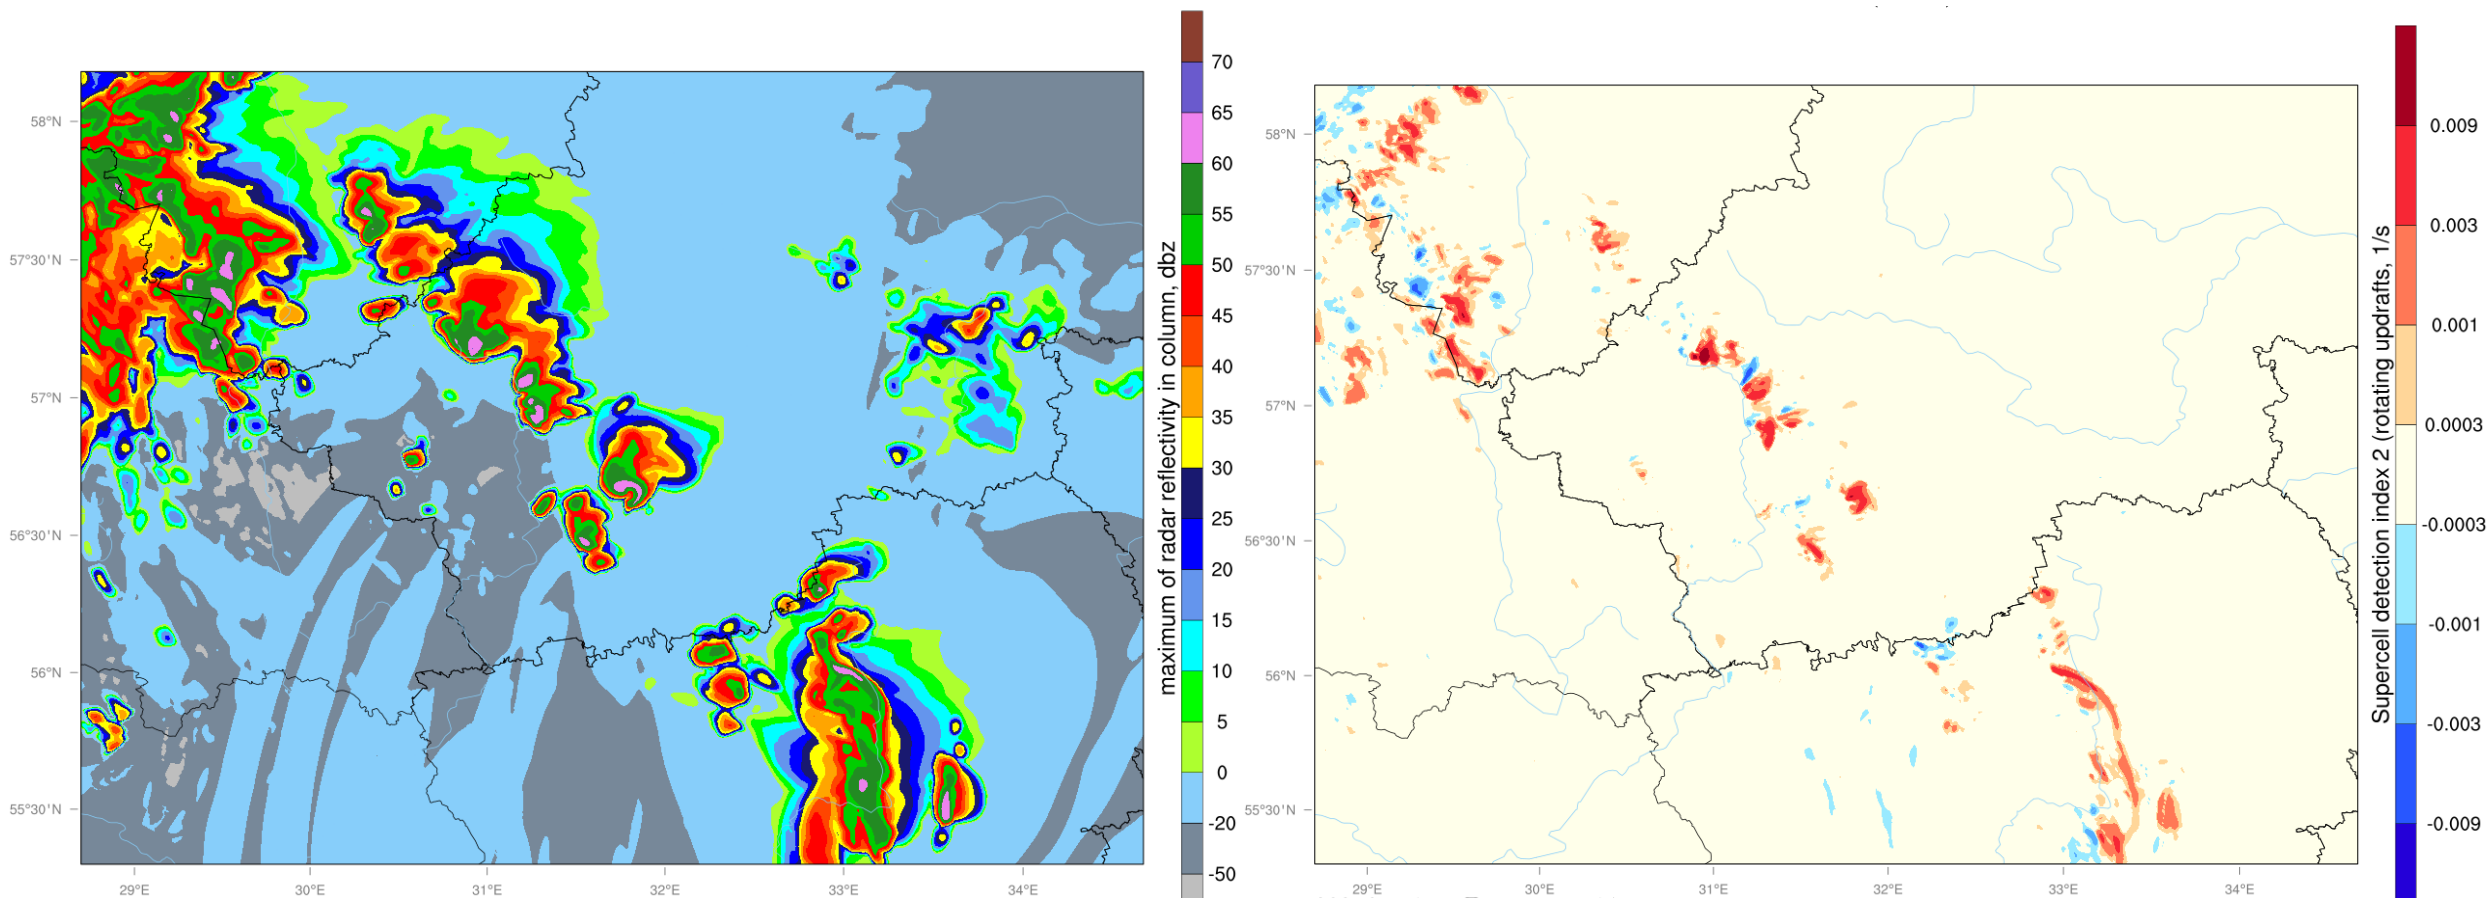 58°N
57°30'N
57°N
56°30'N
56°N
55°30'N
29°E
30°E
31°E
32°E
33°E
34°E
maximum of radar reflectivity in column, dbz
70
65
60
55
50
45
40
35
30
25
20
15
10
5
0
-20
-50
58°N
57°30'N
57°N
56°30'N
56°N
55°30'N
29°E
30°E
31°E
32°E
33°E
34°E
Supercell detection index 2 (rotating updrafts, 1/s
0.009
0.003
0.001
0.0003
-0.0003
-0.001
-0.003
-0.009